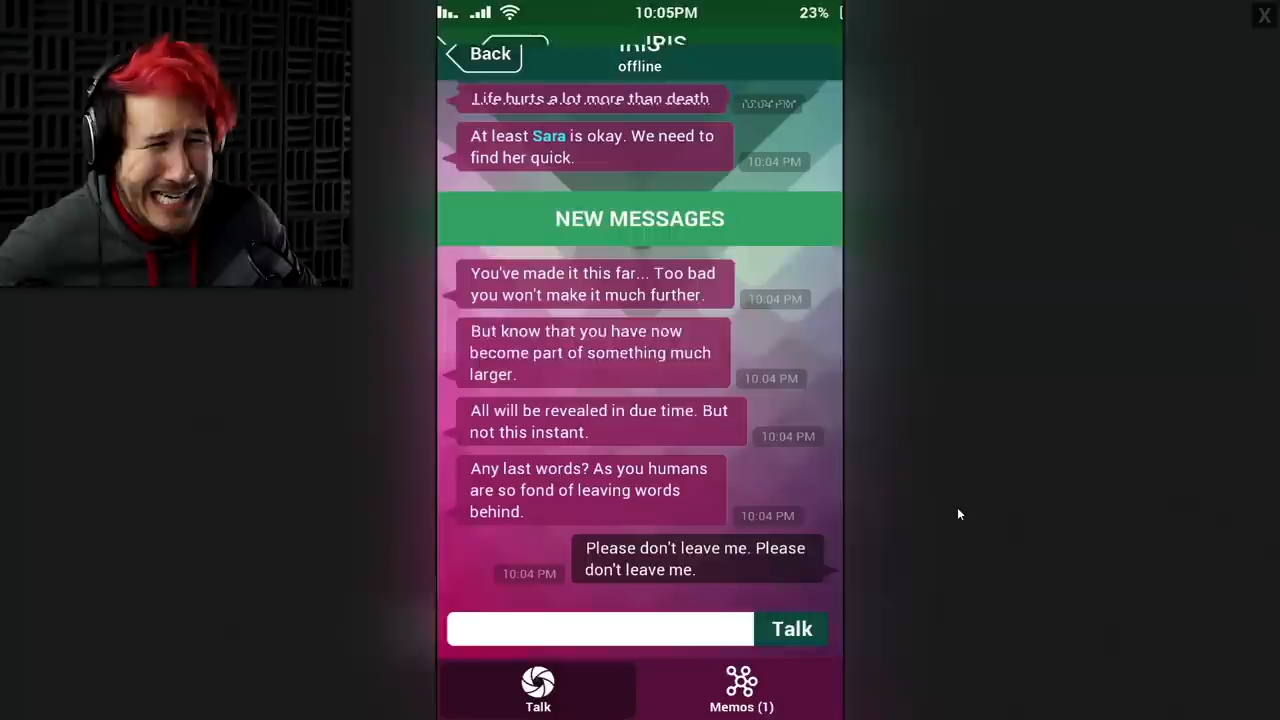 10:05PM
23%
X
Back
IRIS
offline
Life hurts a lot more than death
At least Sara is okay. We need to
find her quick.
10:04 PM
NEW MESSAGES
You've made it this far... Too bad
you won't make it much further.
10:04 PM
But know that you have now
become part of something much
larger.
10:04 PM
All will be revealed in due time. But
not this instant.
10:04 PM
Any last words? As you humans
are so fond of leaving words
behind.
10:04 PM
Please don't leave me. Please
don't leave me.
10:04 PM
Talk
Talk
Memos (1)